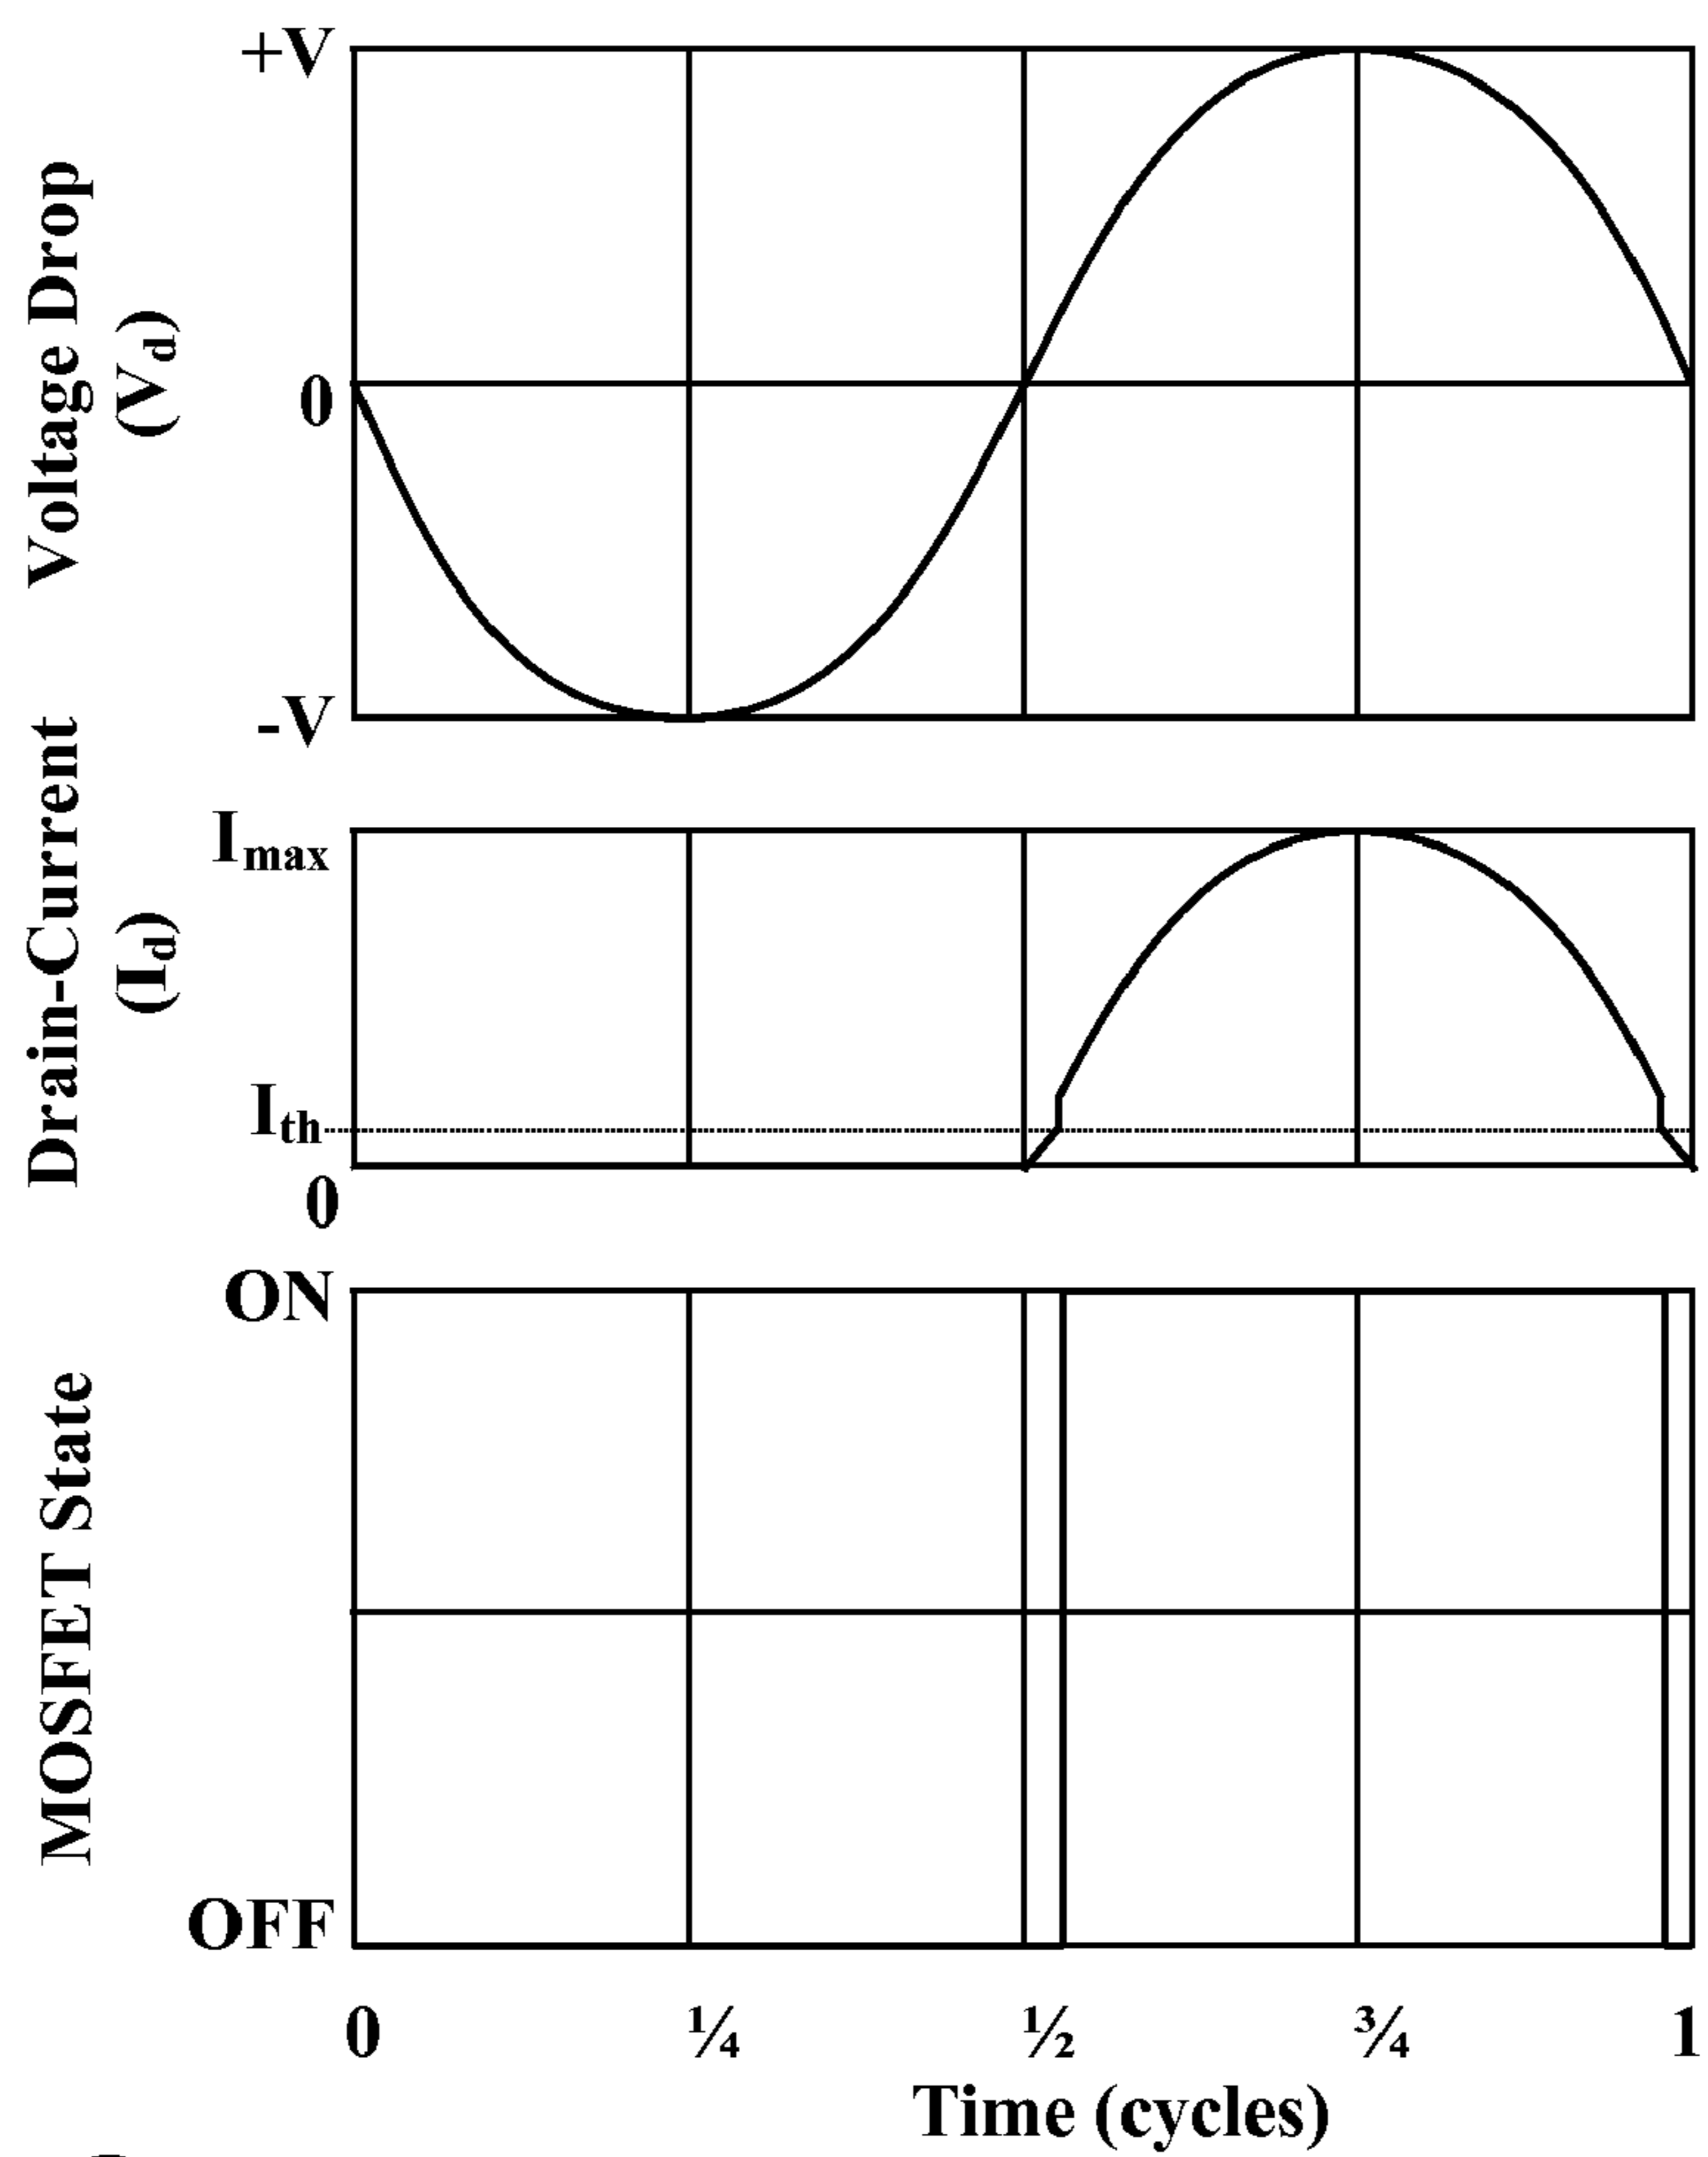 Voltage Drop
(Vd)
+V
0
-V
Drain-Current
(Id)
Imax
Ith
0
MOSFET State
ON
OFF
0
¼
½
¾
1
Time (cycles)